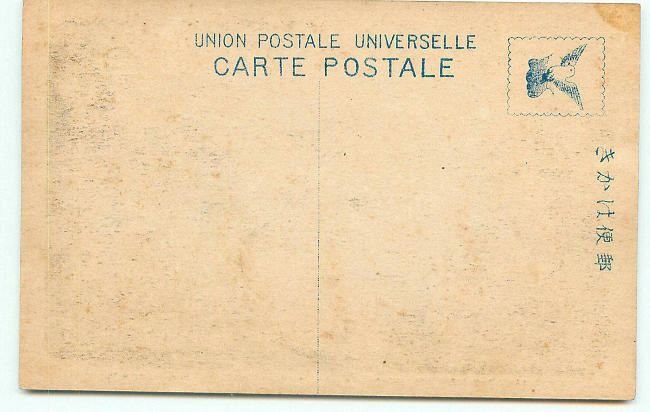 UNION POSTALE UNIVERSELLE
CARTE POSTALE
きかは便郵